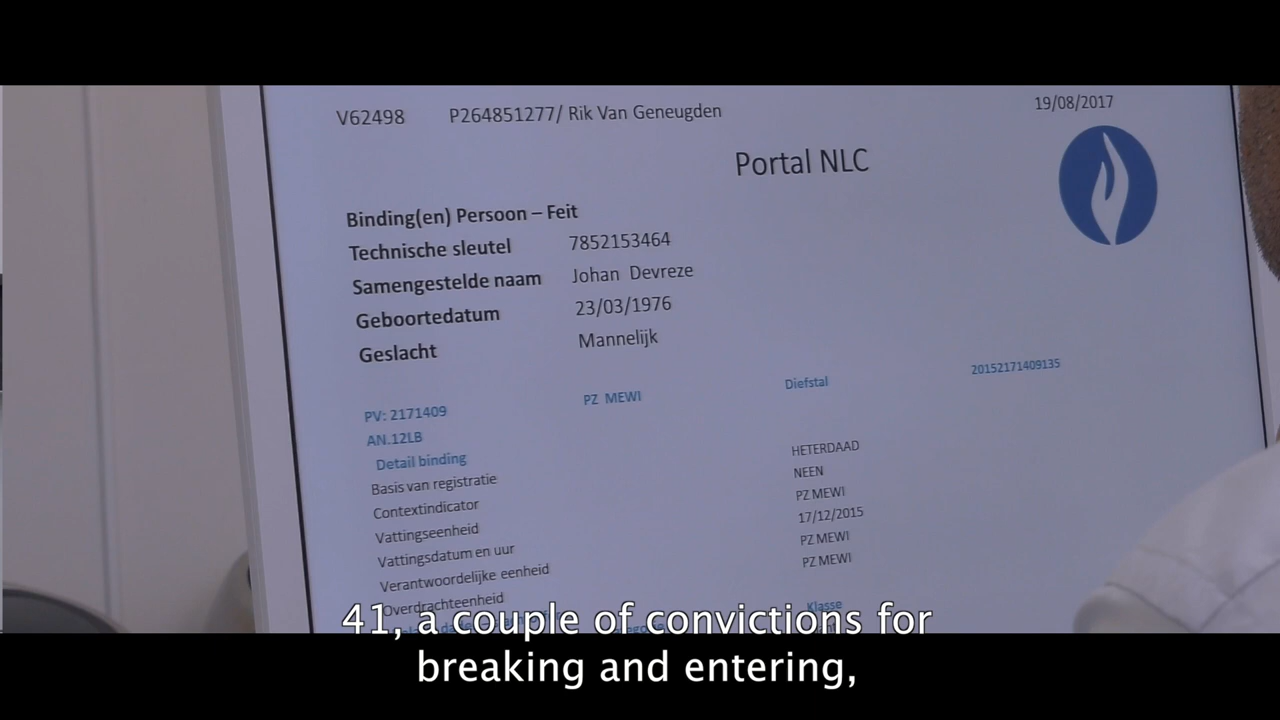 V62498 P264851277/ Rik Van Geneugden 19/08/2017
Portal NLC
Binding(en) Persoon – Feit
Technische sleutel 7852153464
Samengestelde naam Johan Devreze
Geboortedatum 23/03/1976
Geslacht Mannelijk
PV: 2171409 PZ MEWI Diefstal 20152171409135
AN.12LB
Detail binding
Basis van registratie HETERDAAD
Contextindicator NEEN
Vattingseenheid PZ MEWI
Vattingsdatum en uur 17/12/2015
Verantwoordelijke eenheid PZ MEWI
Overdrachteenheid PZ MEWI
Klasse
41, a couple of convictions for
breaking and entering,